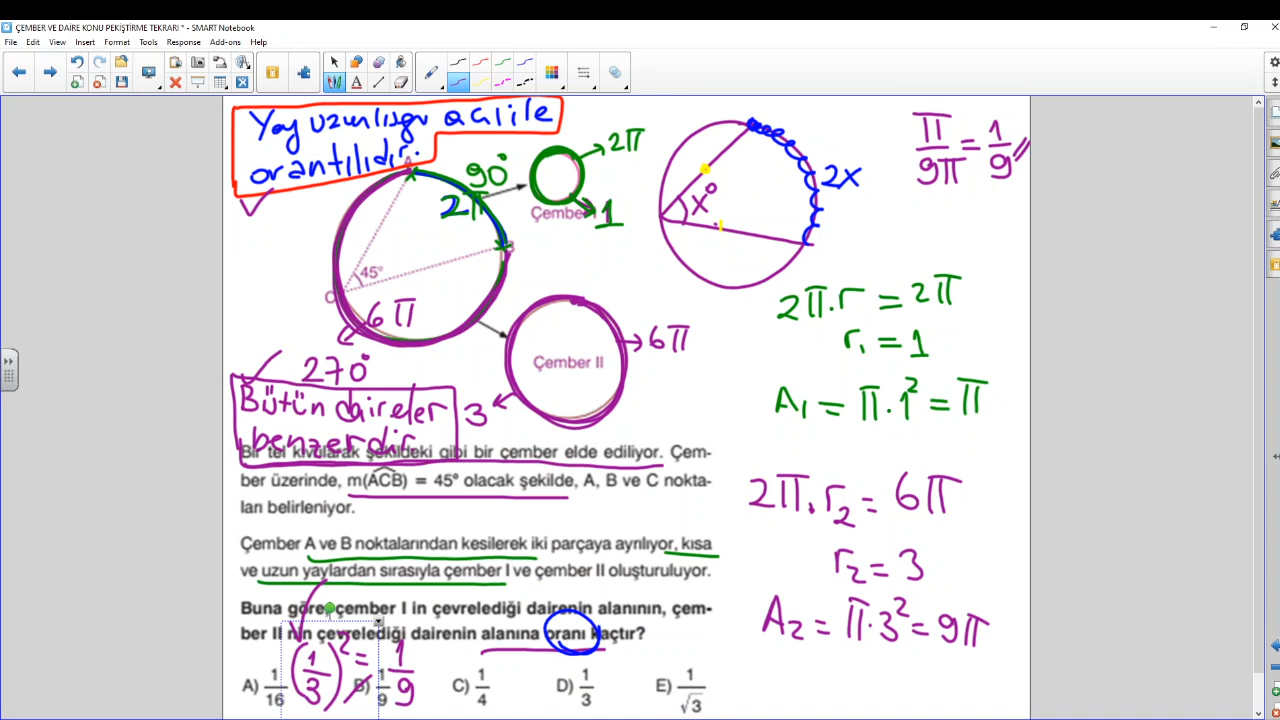 ÇEMBER VE DAİRE KONU PEKİŞTİRME TEKRARI * - SMART Notebook
File Edit View Insert Format Tools Response Add-ons Help
Yay uzunluğu açı ile
orantılıdır.
90°
2π
2π
Çember
1
A
B
C
45°
6π
270°
Çember II
6π
3
x°
2x
π/9π = 1/9
2π.r = 2π
r₁ = 1
A₁ = π.1² = π
2π.r₂ = 6π
r₂ = 3
A₂ = π.3² = 9π
Bütün daireler
benzerdir
Bir tel kıvrılarak şekildeki gibi bir çember elde ediliyor. Çem-
ber üzerinde, m(ACB) = 45° olacak şekilde, A, B ve C nokta-
ları belirleniyor.
Çember A ve B noktalarından kesilerek iki parçaya ayrılıyor, kısa
ve uzun yaylardan sırasıyla çember I ve çember II oluşturuluyor.
Buna göre, çember I in çevrelediği dairenin alanının, çem-
ber II nin çevrelediği dairenin alanına oranı kaçtır?
(1/3)² = 1/9
A) 1/16 B) 1/9 C) 1/4 D) 1/3 E) 1/√3